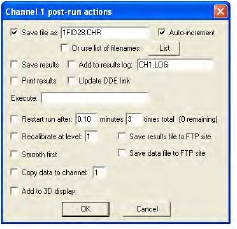 Channel 1 post-run actions
Save file as 1FID28.CHR Auto-increment
Or use list of filenames: List
Save results Add to results log: CH1.LOG
Print results Update DDE link
Execute:
Restart run after: 0.10 minutes 3 times total (0 remaining)
Recalibrate at level: 1 Save results file to FTP site
Smooth first Save data file to FTP site
Copy data to channel: 1
Add to 3D display
OK Cancel